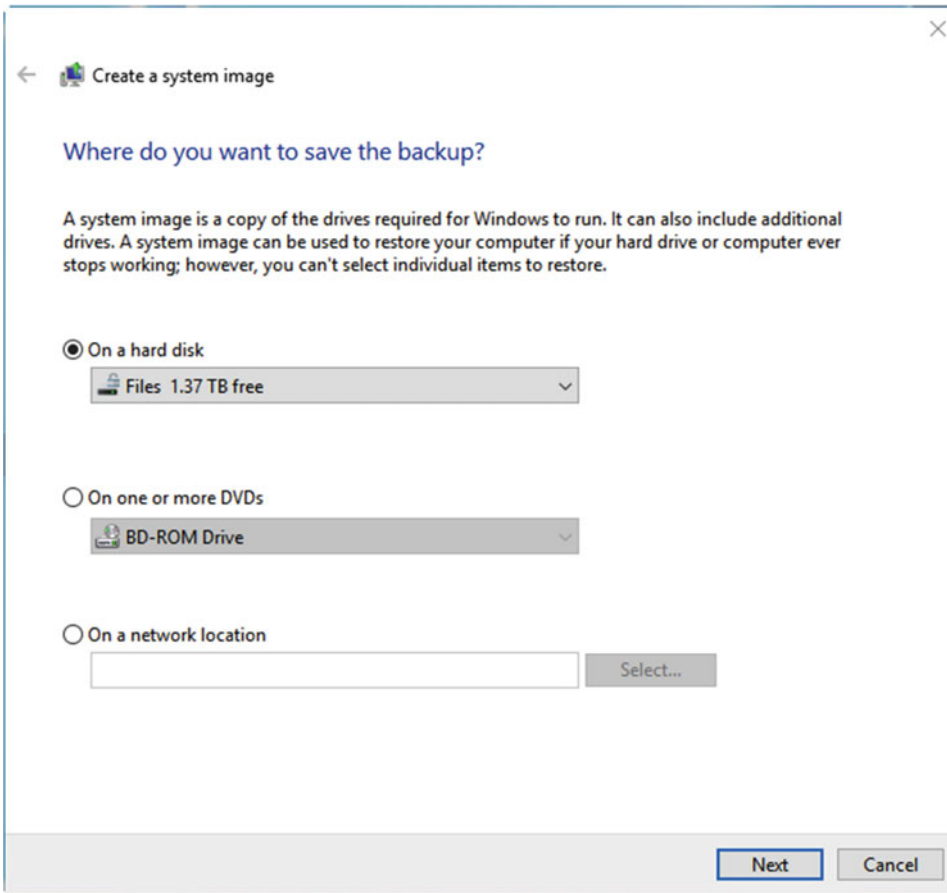 Create a system image
Where do you want to save the backup?
A system image is a copy of the drives required for Windows to run. It can also include additional
drives. A system image can be used to restore your computer if your hard drive or computer ever
stops working; however, you can't select individual items to restore.
On a hard disk
Files 1.37 TB free
On one or more DVDs
BD-ROM Drive
On a network location
Select...
Next Cancel